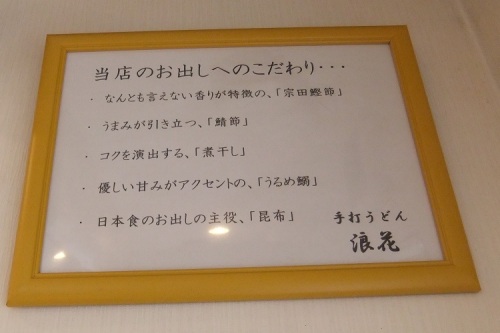 当店のお出しへのこだわり・・・
・ なんとも言えない香りが特徴の、「宗田鰹節」
・ うまみが引き立つ、「鯖節」
・ コクを演出する、「煮干し」
・ 優しい甘みがアクセントの、「うるめ鰯」
・ 日本食のお出しの主役、「昆布」
手打うどん
浪花